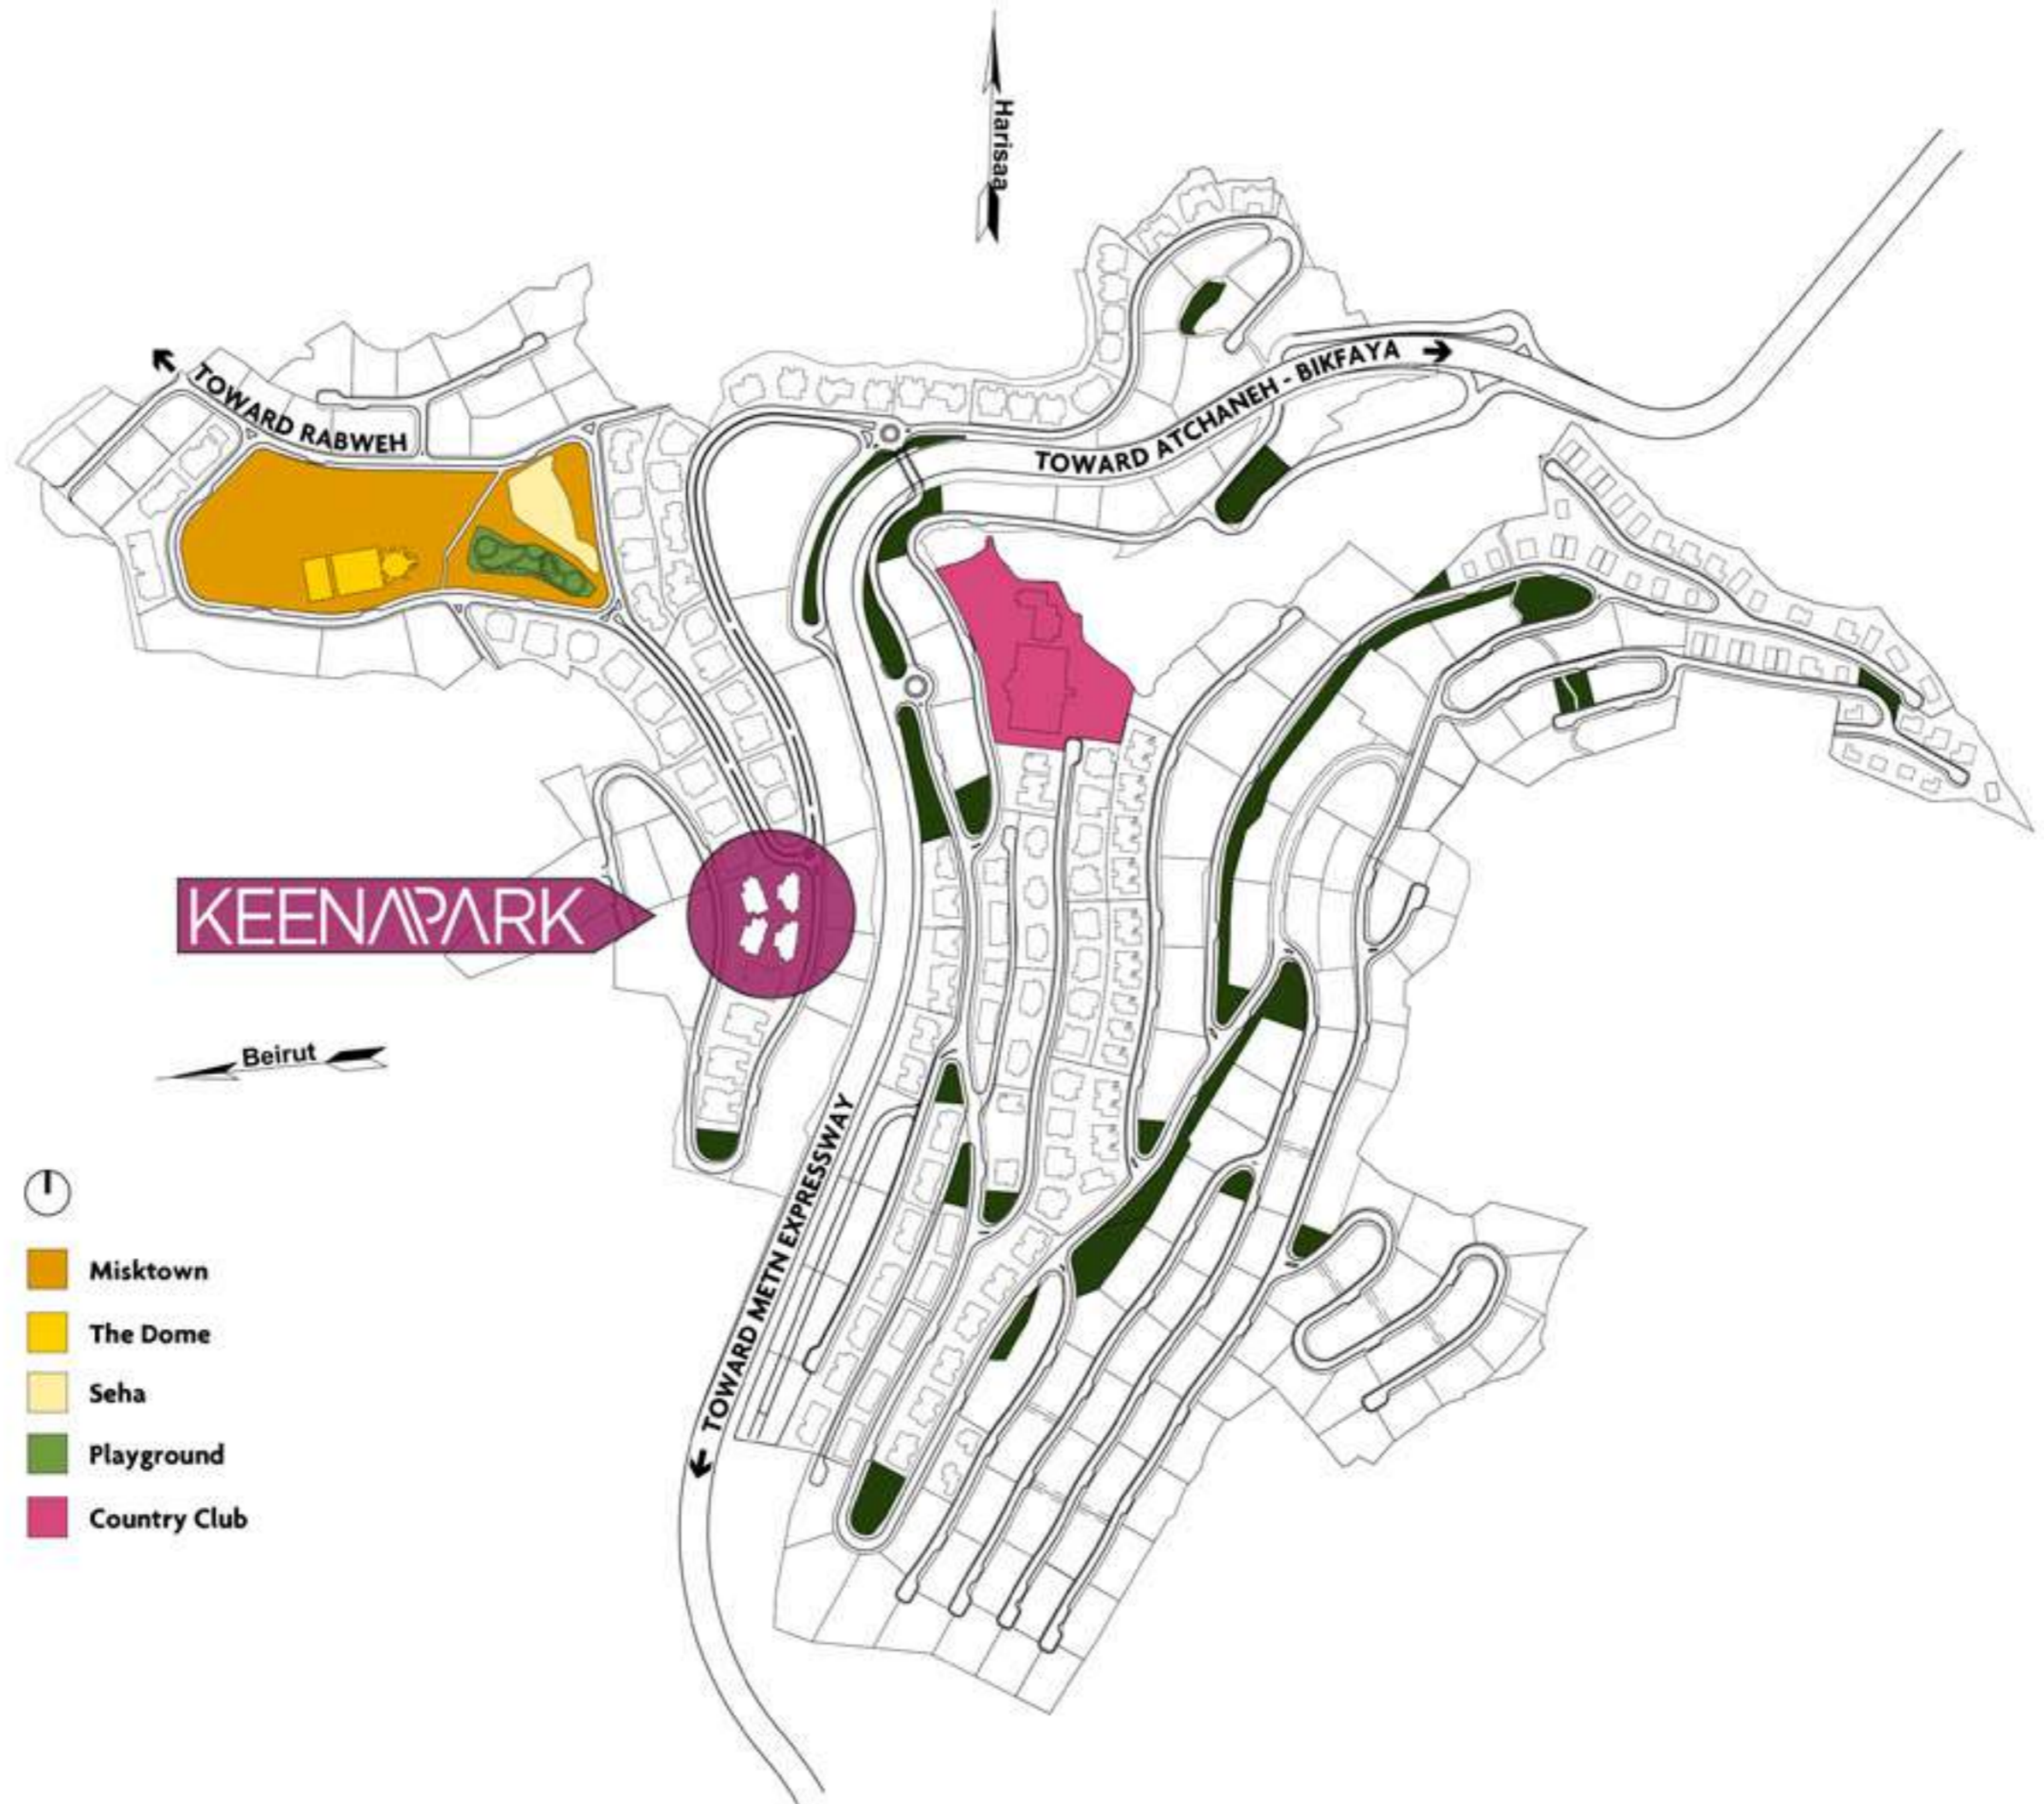 Harisaa
TOWARD ATCHANEH - BIKFAYA
TOWARD RABWEH
KEENAPARK
Beirut
TOWARD METN EXPRESSWAY
Misktown
The Dome
Seha
Playground
Country Club